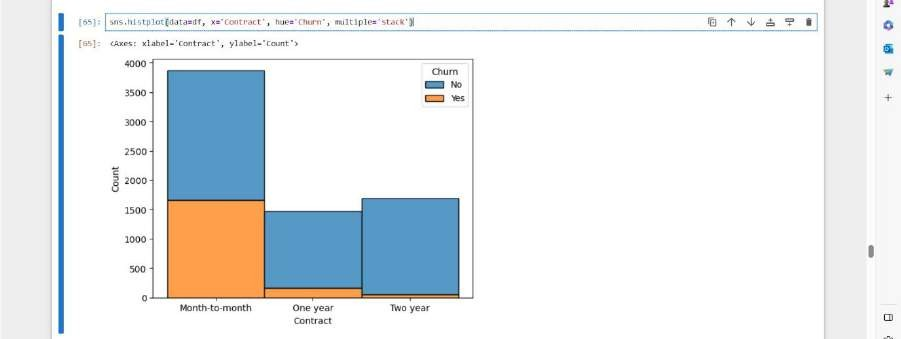 [65]: sns.histplot(data=df, x='Contract', hue='Churn', multiple='stack')
[65]: <Axes: xlabel='Contract', ylabel='Count'>
4000
3500
3000
2500
2000
1500
1000
500
0
Count
Churn
No
Yes
Month-to-month One year Two year
Contract